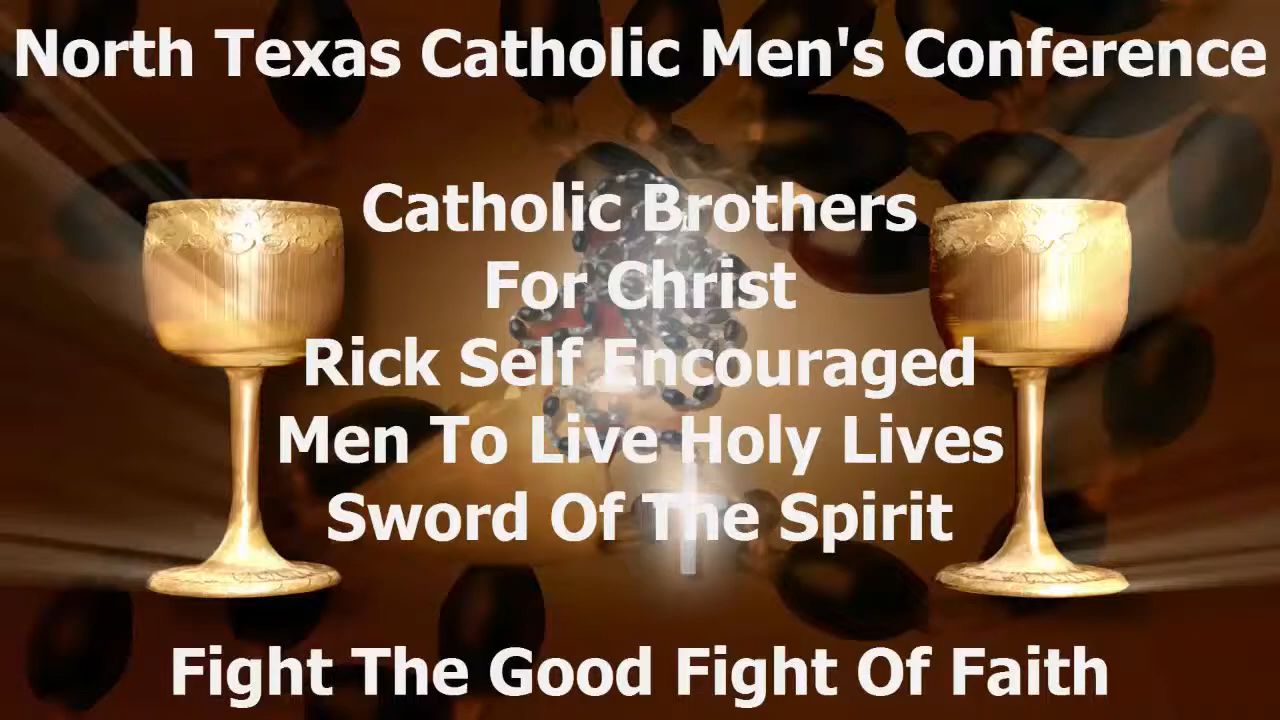 North Texas Catholic Men's Conference
Catholic Brothers
For Christ
Rick Self Encouraged
Men To Live Holy Lives
Sword Of The Spirit
Fight The Good Fight Of Faith